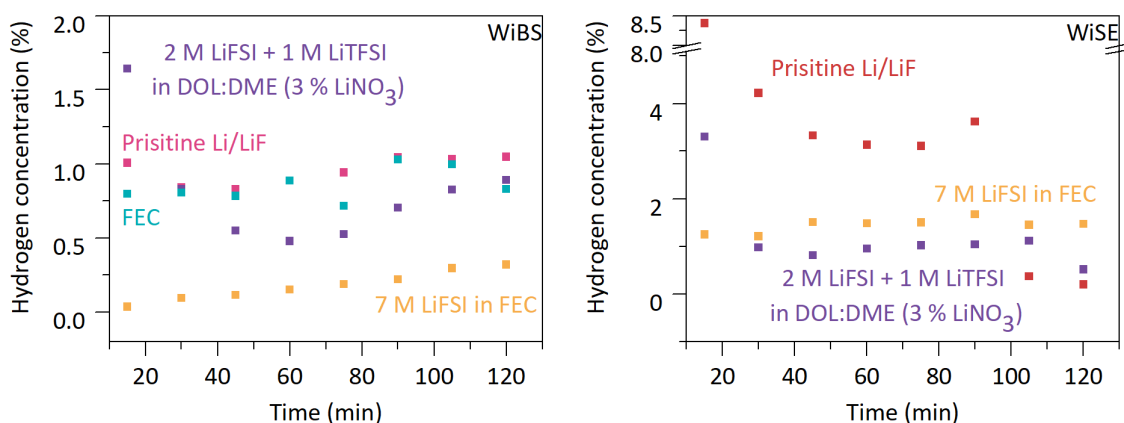 2.0
1.5
1.0
0.5
0.0
Hydrogen concentration (%)
WiBS
2 M LiFSI + 1 M LiTFSI
in DOL:DME (3 % LiNO3)
Prisitine Li/LiF
FEC
7 M LiFSI in FEC
20 40 60 80 100 120
Time (min)
8.5
8.0
4
2
0
Hydrogen concentration (%)
WiSE
Prisitine Li/LiF
7 M LiFSI in FEC
2 M LiFSI + 1 M LiTFSI
in DOL:DME (3 % LiNO3)
20 40 60 80 100 120
Time (min)